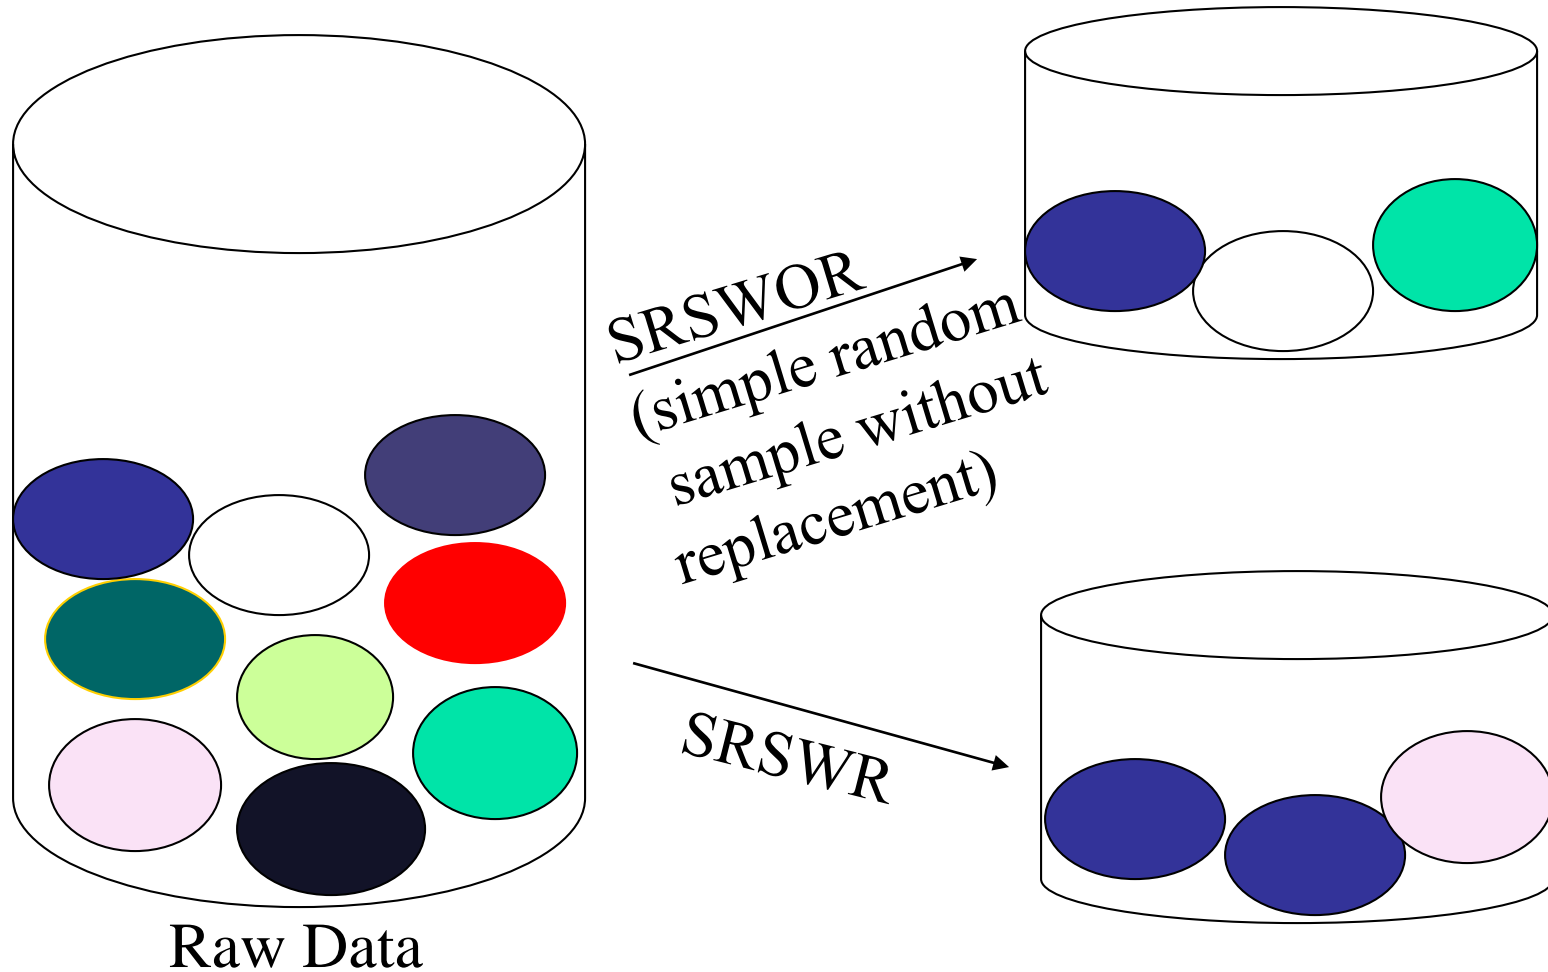 SRSWOR
(simple random
sample without
replacement)
SRSWR
Raw Data